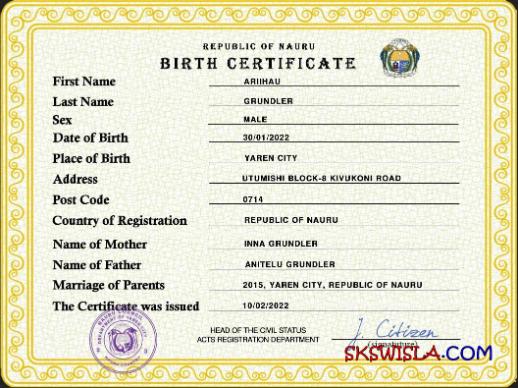 REPUBLIC OF NAURU
BIRTH CERTIFICATE
First Name ARIIHAU
Last Name GRUNDLER
Sex MALE
Date of Birth 30/01/2022
Place of Birth YAREN CITY
Address UTUMISHI BLOCK-8 KIVUKONI ROAD
Post Code 0714
Country of Registration REPUBLIC OF NAURU
Name of Mother INNA GRUNDLER
Name of Father ANITELU GRUNDLER
Marriage of Parents 2015, YAREN CITY, REPUBLIC OF NAURU
The Certificate was issued 10/02/2022
HEAD OF THE CIVIL STATUS
ACTS REGISTRATION DEPARTMENT
J. Citizen
(signature)
SKSWISLA.COM